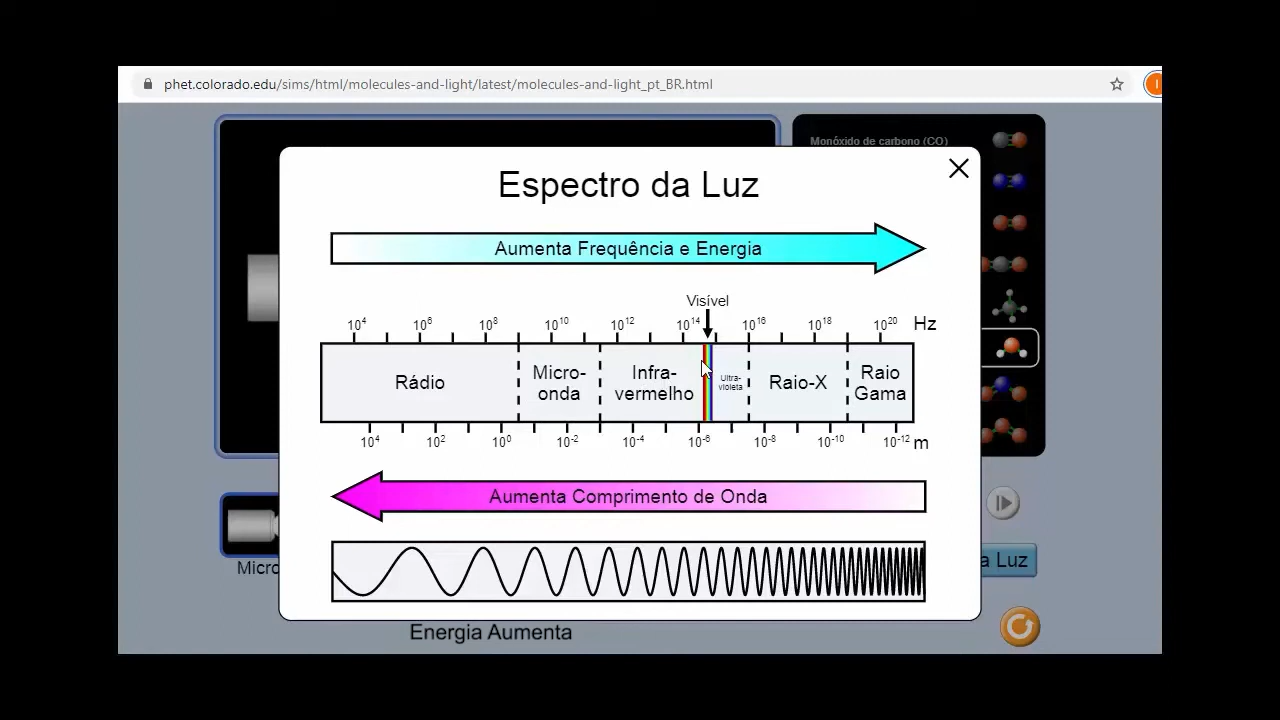 phet.colorado.edu/sims/html/molecules-and-light/latest/molecules-and-light_pt_BR.html
I
Monóxido de carbono (CO)
Espectro da Luz
Aumenta Frequência e Energia
Visível
10⁴ 10⁶ 10⁸ 10¹⁰ 10¹² 10¹⁴ 10¹⁶ 10¹⁸ 10²⁰ Hz
Rádio
Micro-
onda
Infra-
vermelho
Ultra-
violeta
Raio-X
Raio
Gama
10⁴ 10² 10⁰ 10⁻² 10⁻⁴ 10⁻⁶ 10⁻⁸ 10⁻¹⁰ 10⁻¹² m
Aumenta Comprimento de Onda
a Luz
Micro
Energia Aumenta